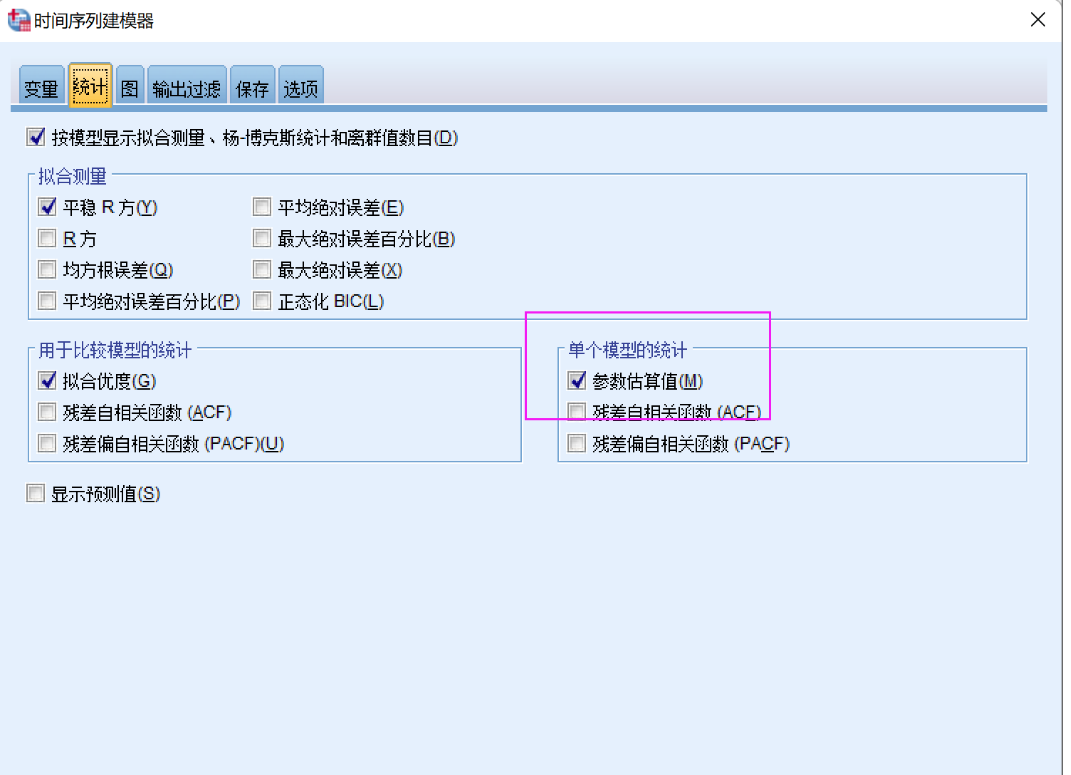 时间序列建模器
变量 统计 图 输出过滤 保存 选项
按模型显示拟合测量、杨-博克斯统计和离群值数目(D)
拟合测量
平稳 R 方(Y) 平均绝对误差(E)
R 方 最大绝对误差百分比(B)
均方根误差(Q) 最大绝对误差(X)
平均绝对误差百分比(P) 正态化 BIC(L)
用于比较模型的统计 单个模型的统计
拟合优度(G) 参数估算值(M)
残差自相关函数 (ACF) 残差自相关函数 (ACF)
残差偏自相关函数 (PACF)(U) 残差偏自相关函数 (PACF)
显示预测值(S)